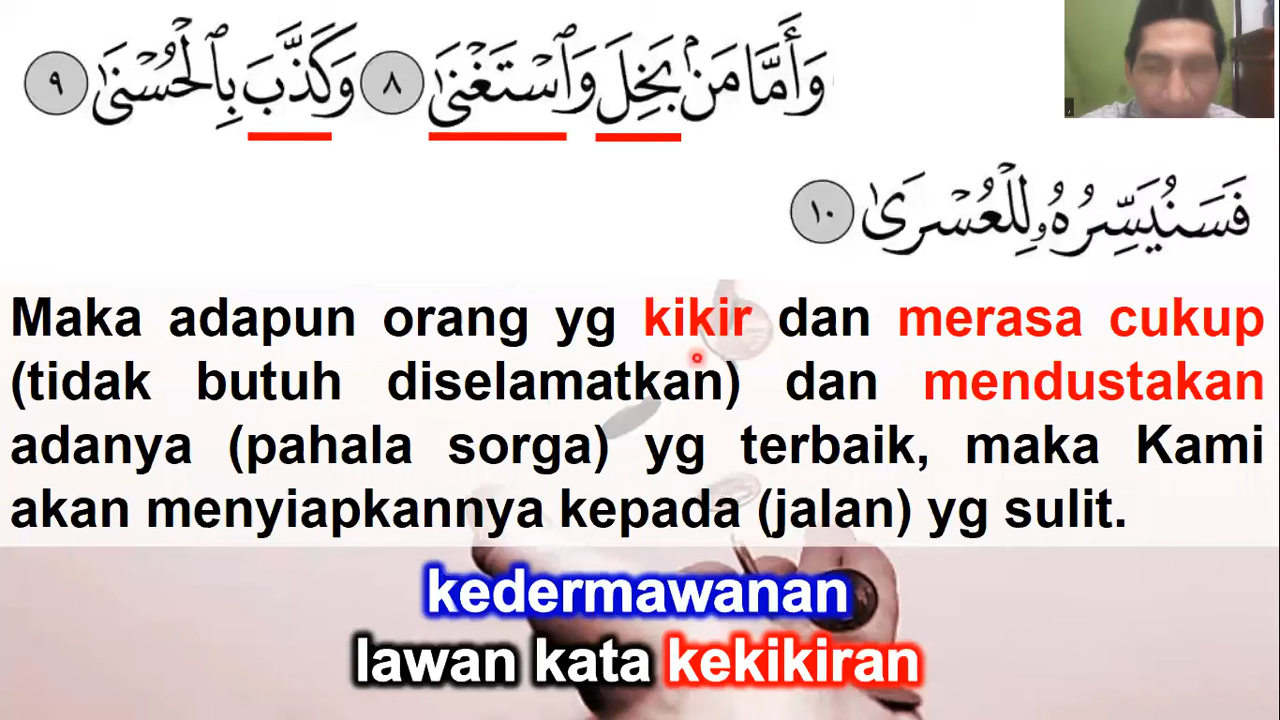 وَأَمَّا مَنۢ بَخِلَ وَٱسْتَغْنَىٰ ٨ وَكَذَّبَ بِٱلْحُسْنَىٰ ٩
فَسَنُيَسِّرُهُۥ لِلْعُسْرَىٰ ١٠
Maka adapun orang yg kikir dan merasa cukup
(tidak butuh diselamatkan) dan mendustakan
adanya (pahala sorga) yg terbaik, maka Kami
akan menyiapkannya kepada (jalan) yg sulit.
kedermawanan
lawan kata kekikiran